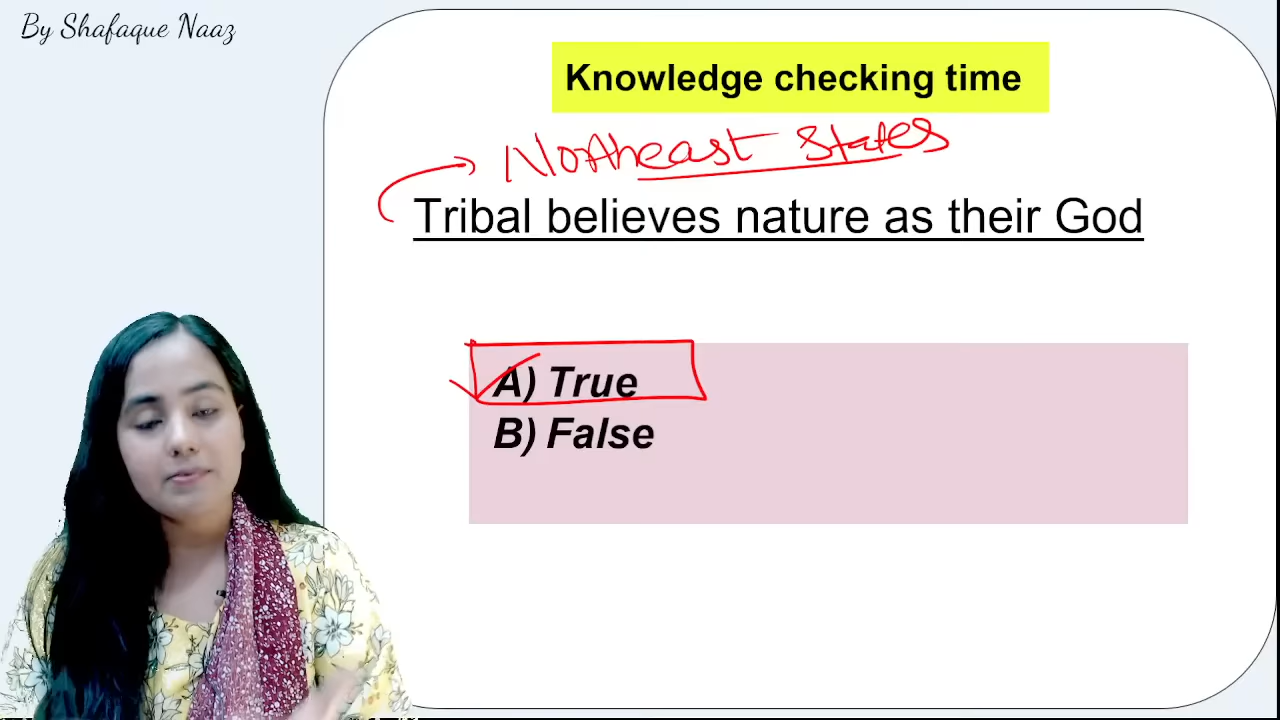 By Shafaque Naaz
Knowledge checking time
Northeast States
Tribal believes nature as their God
A) True
B) False